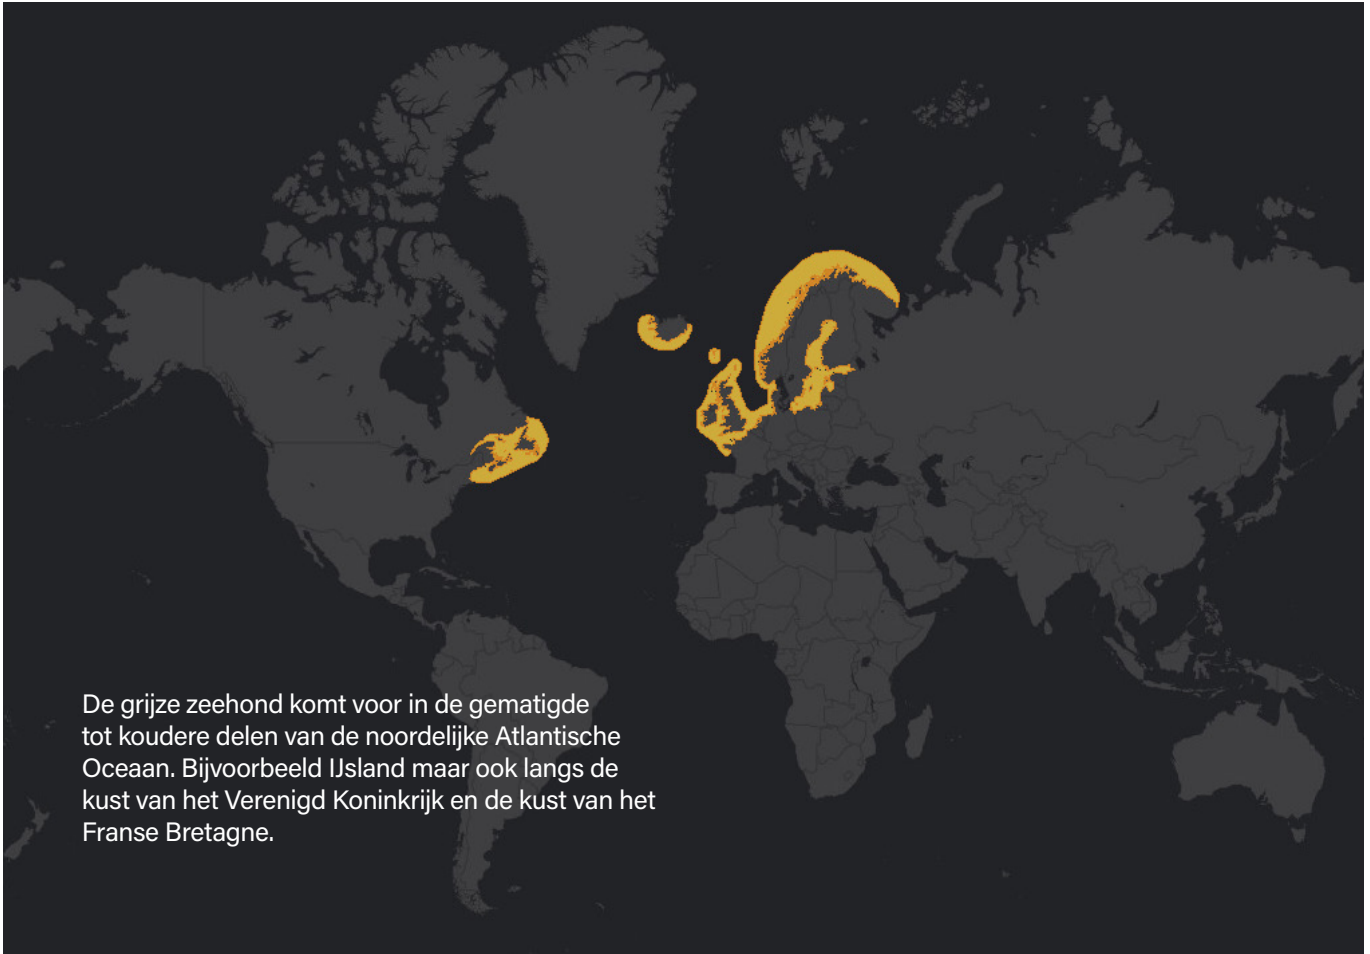 De grijze zeehond komt voor in de gematigde
tot koudere delen van de noordelijke Atlantische
Oceaan. Bijvoorbeeld IJsland maar ook langs de
kust van het Verenigd Koninkrijk en de kust van het
Franse Bretagne.